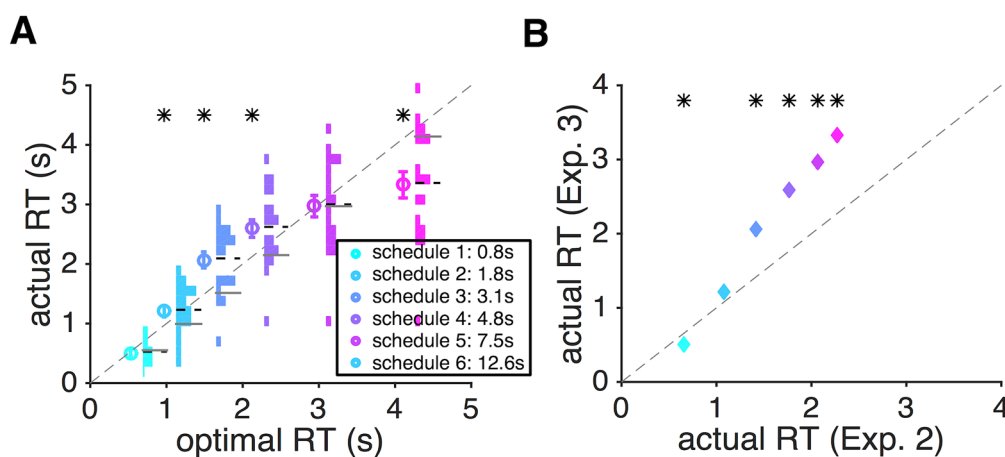 A
B
5
4
3
2
1
0
actual RT (s)
* * * *
0 1 2 3 4 5
optimal RT (s)
schedule 1: 0.8s
schedule 2: 1.8s
schedule 3: 3.1s
schedule 4: 4.8s
schedule 5: 7.5s
schedule 6: 12.6s
4
3
2
1
0
actual RT (Exp. 3)
* * * * *
0 1 2 3 4
actual RT (Exp. 2)